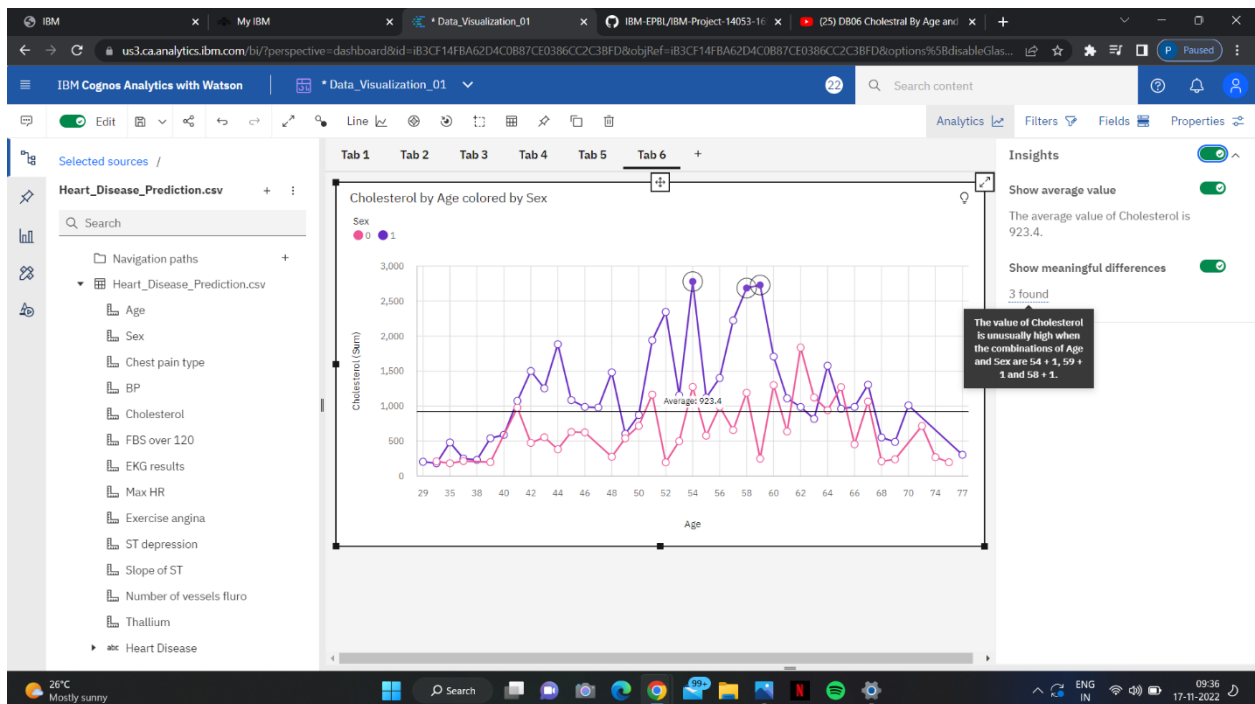 IBM
My IBM
* Data_Visualization_01
IBM-EPBL/IBM-Project-14053-16
(25) DB06 Cholestral By Age and
us3.ca.analytics.ibm.com/bi/?perspective=dashboard&id=iB3CF14FBA62D4C0B87CE0386CC2C3BFD&objRef=iB3CF14FBA62D4C0B87CE0386CC2C3BFD&options%5BdisableGlas...
P Paused
IBM Cognos Analytics with Watson
* Data_Visualization_01
22
Search content
Edit
Line
Analytics
Filters
Fields
Properties
Selected sources /
Heart_Disease_Prediction.csv
Search
Navigation paths
Heart_Disease_Prediction.csv
Age
Sex
Chest pain type
BP
Cholesterol
FBS over 120
EKG results
Max HR
Exercise angina
ST depression
Slope of ST
Number of vessels fluro
Thallium
abc Heart Disease
Tab 1 Tab 2 Tab 3 Tab 4 Tab 5 Tab 6 +
Cholesterol by Age colored by Sex
Sex
0 1
Cholesterol (Sum)
3,000
2,500
2,000
1,500
1,000
500
0
Average: 923.4
29 35 38 40 42 44 46 48 50 52 54 56 58 60 62 64 66 68 70 74 77
Age
Insights
Show average value
The average value of Cholesterol is
923.4.
Show meaningful differences
3 found
The value of Cholesterol
is unusually high when
the combinations of Age
and Sex are 54 + 1, 59 +
1 and 58 + 1.
26°C
Mostly sunny
Search
99+
N
ENG
IN
09:36
17-11-2022